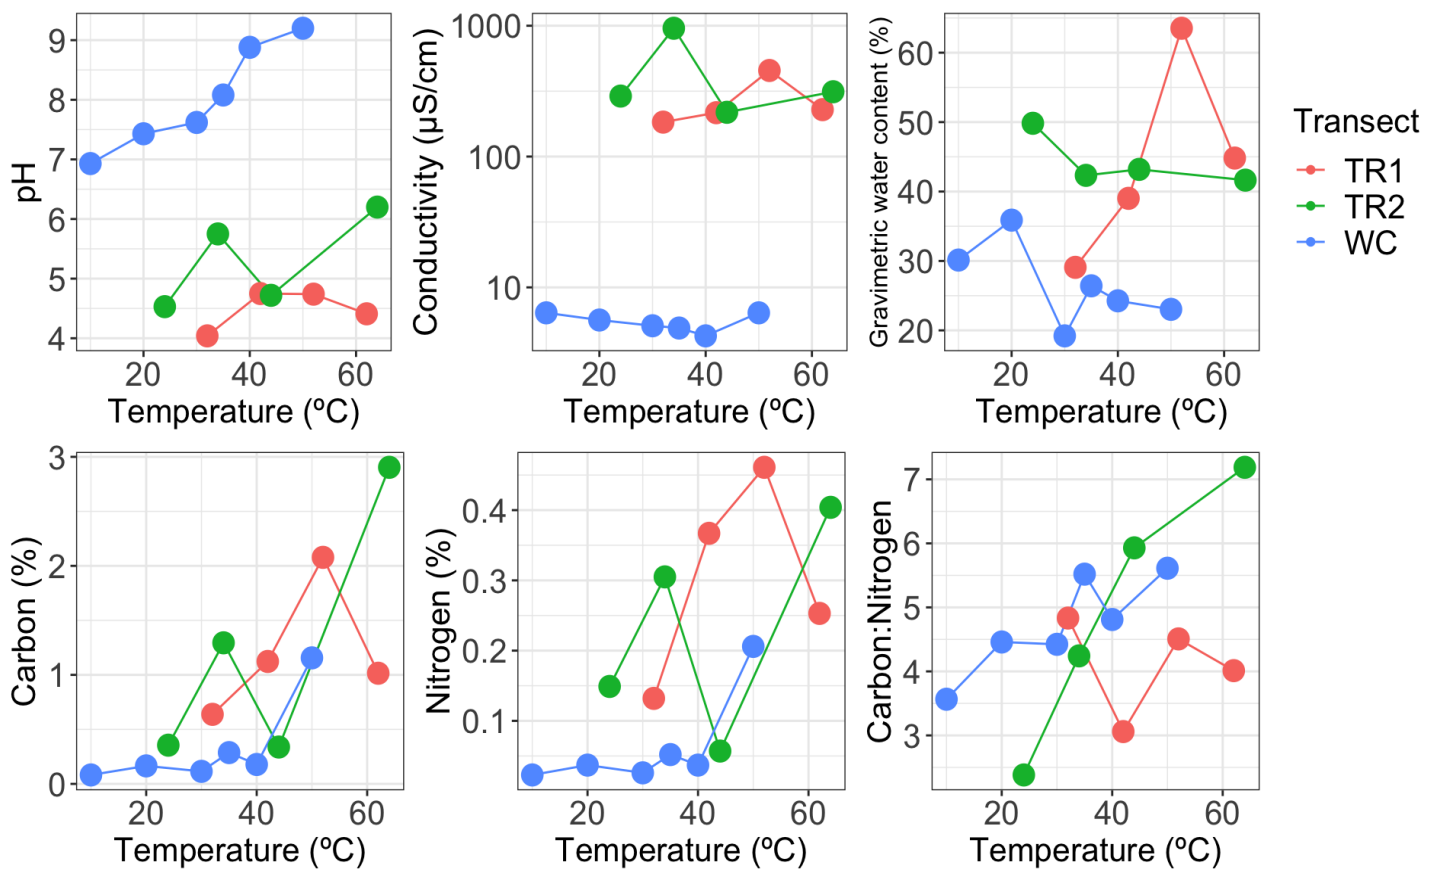 pH
9
8
7
6
5
4
20 40 60
Temperature (ºC)
Conductivity (µS/cm)
1000
100
10
20 40 60
Temperature (ºC)
Gravimetric water content (%)
60
50
40
30
20
20 40 60
Temperature (ºC)
Transect
TR1
TR2
WC
Carbon (%)
3
2
1
0
20 40 60
Temperature (ºC)
Nitrogen (%)
0.4
0.3
0.2
0.1
20 40 60
Temperature (ºC)
Carbon:Nitrogen
7
6
5
4
3
20 40 60
Temperature (ºC)